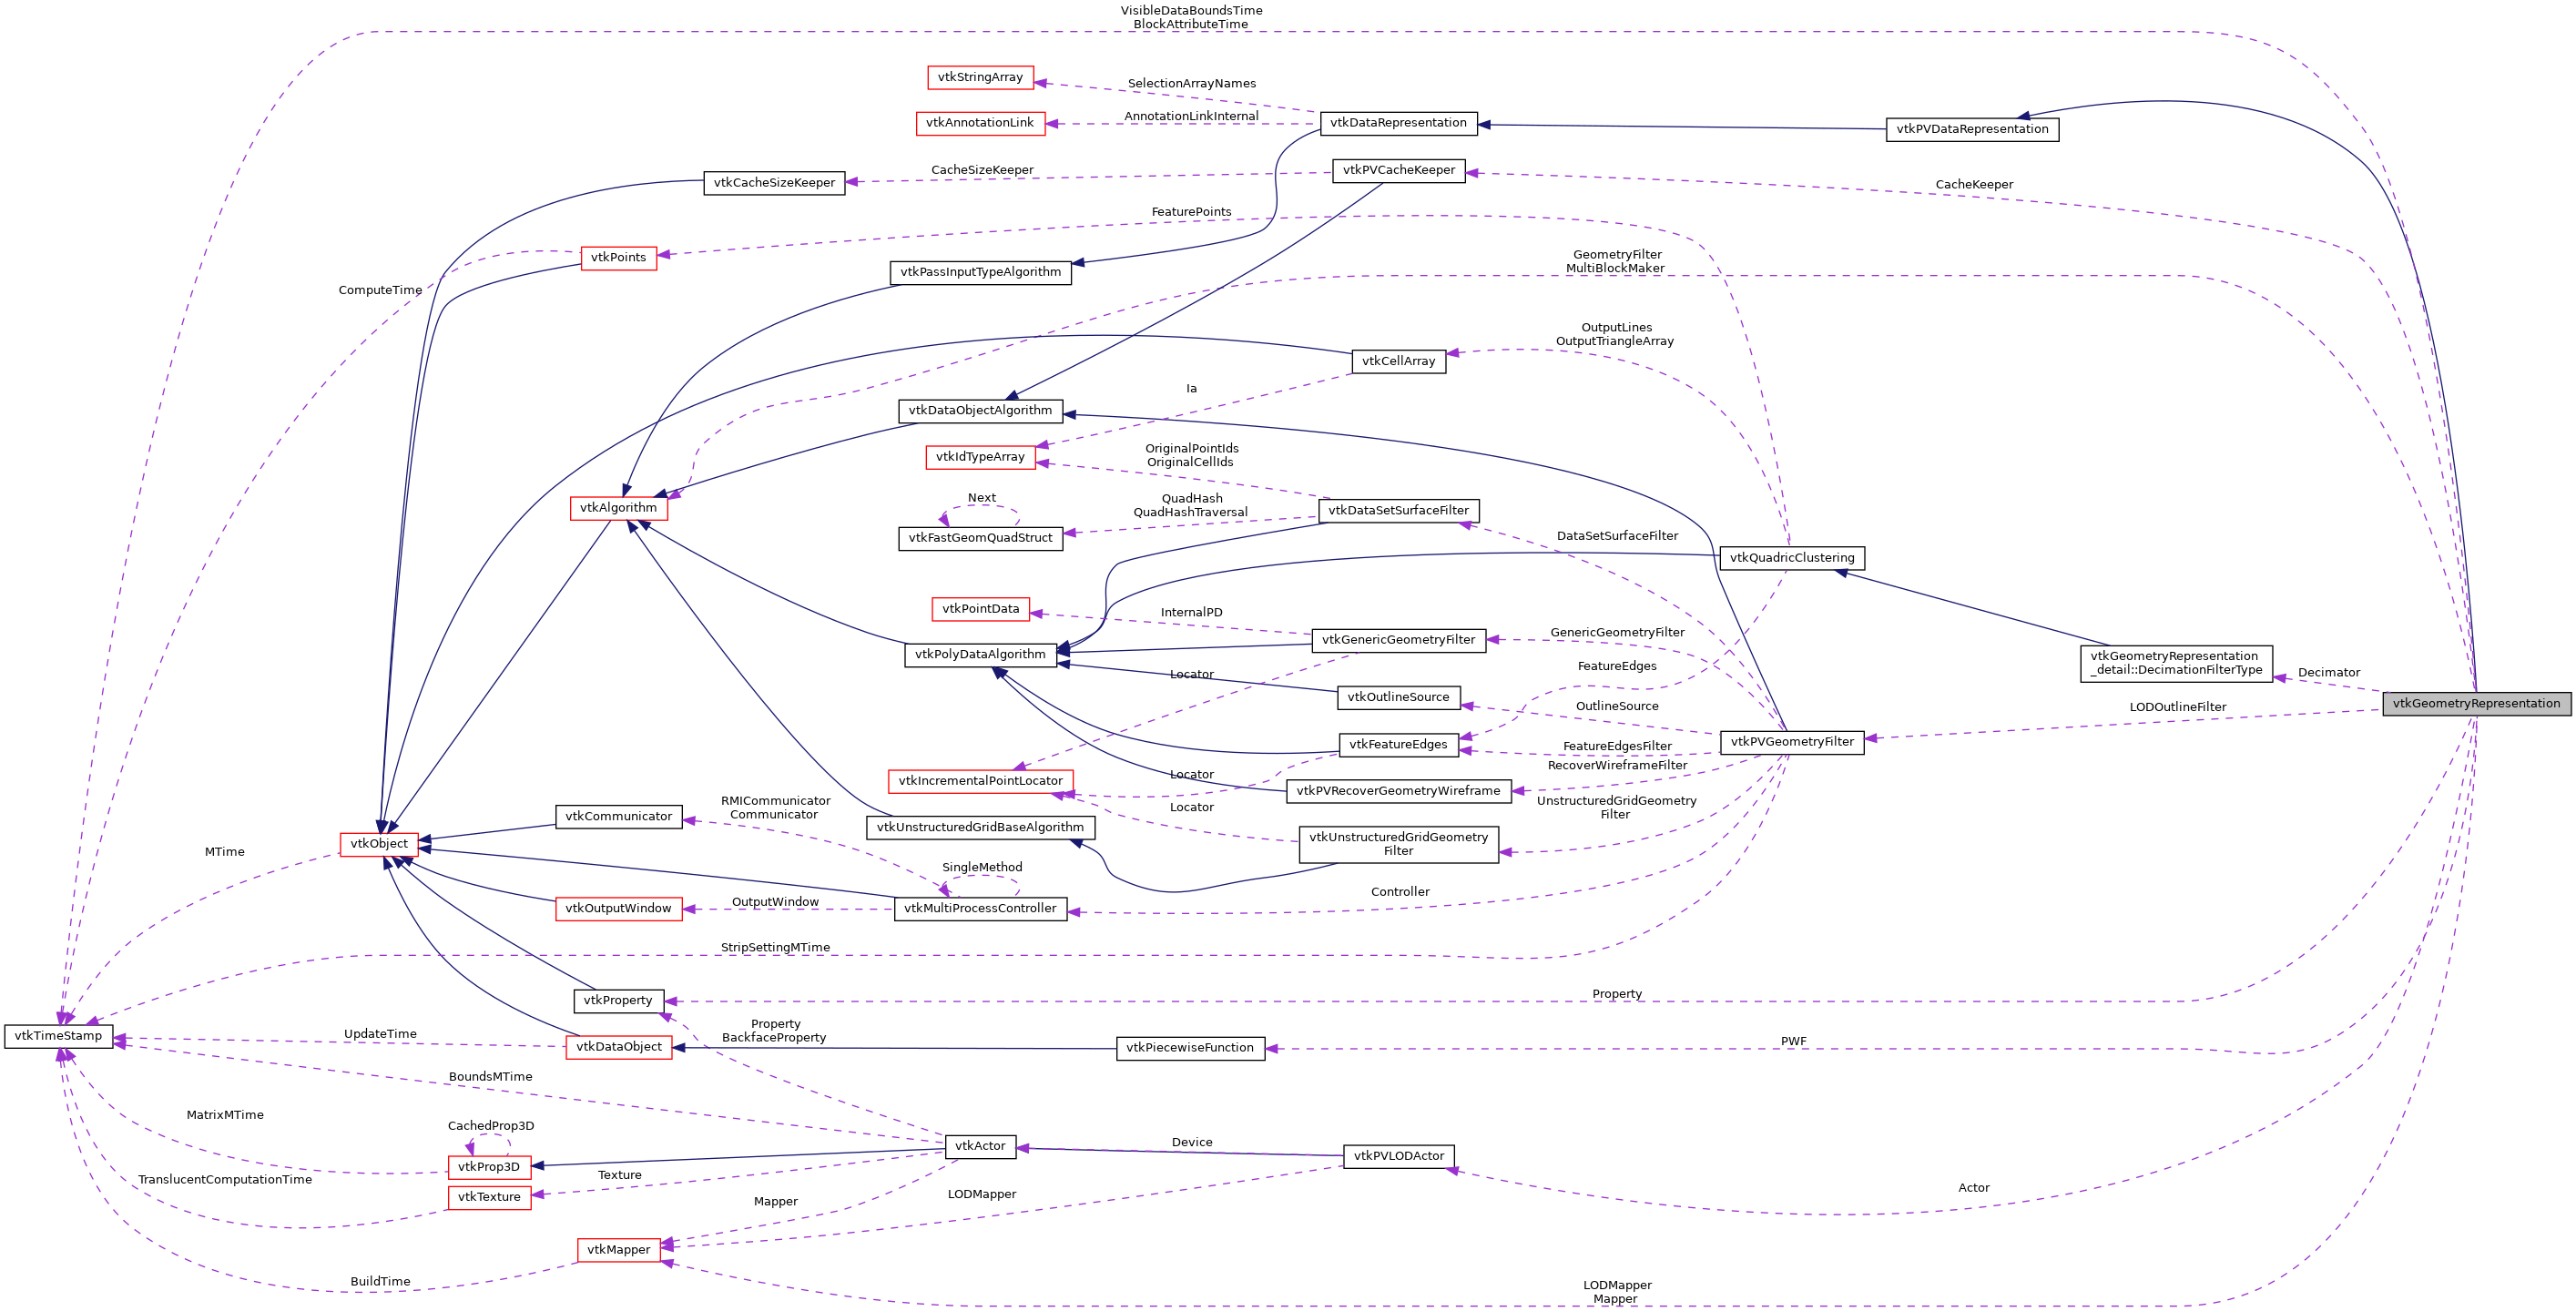 VisibleDataBoundsTime
BlockAttributeTime
vtkStringArray
SelectionArrayNames
vtkAnnotationLink
AnnotationLinkInternal
vtkDataRepresentation
vtkPVDataRepresentation
vtkCacheSizeKeeper
CacheSizeKeeper
vtkPVCacheKeeper
CacheKeeper
FeaturePoints
vtkPoints
vtkPassInputTypeAlgorithm
GeometryFilter
MultiBlockMaker
ComputeTime
OutputLines
OutputTriangleArray
vtkCellArray
Ia
vtkDataObjectAlgorithm
vtkIdTypeArray
OriginalPointIds
OriginalCellIds
vtkAlgorithm
Next
QuadHash
QuadHashTraversal
vtkDataSetSurfaceFilter
vtkFastGeomQuadStruct
DataSetSurfaceFilter
vtkQuadricClustering
vtkPointData
InternalPD
vtkGenericGeometryFilter
GenericGeometryFilter
vtkPolyDataAlgorithm
vtkGeometryRepresentation
_detail::DecimationFilterType
FeatureEdges
Locator
Decimator
vtkOutlineSource
OutlineSource
LODOutlineFilter
vtkGeometryRepresentation
vtkFeatureEdges
FeatureEdgesFilter
vtkPVGeometryFilter
vtkIncrementalPointLocator
Locator
RecoverWireframeFilter
vtkPVRecoverGeometryWireframe
RMICommunicator
Communicator
Locator
UnstructuredGridGeometry
Filter
vtkCommunicator
vtkUnstructuredGridBaseAlgorithm
vtkUnstructuredGridGeometry
Filter
vtkObject
MTime
SingleMethod
Controller
vtkOutputWindow
OutputWindow
vtkMultiProcessController
StripSettingMTime
vtkProperty
Property
vtkTimeStamp
UpdateTime
vtkDataObject
Property
BackfaceProperty
vtkPiecewiseFunction
PWF
BoundsMTime
MatrixMTime
CachedProp3D
vtkActor
Device
vtkPVLODActor
vtkProp3D
TranslucentComputationTime
Texture
vtkTexture
Mapper
LODMapper
Actor
vtkMapper
BuildTime
LODMapper
Mapper